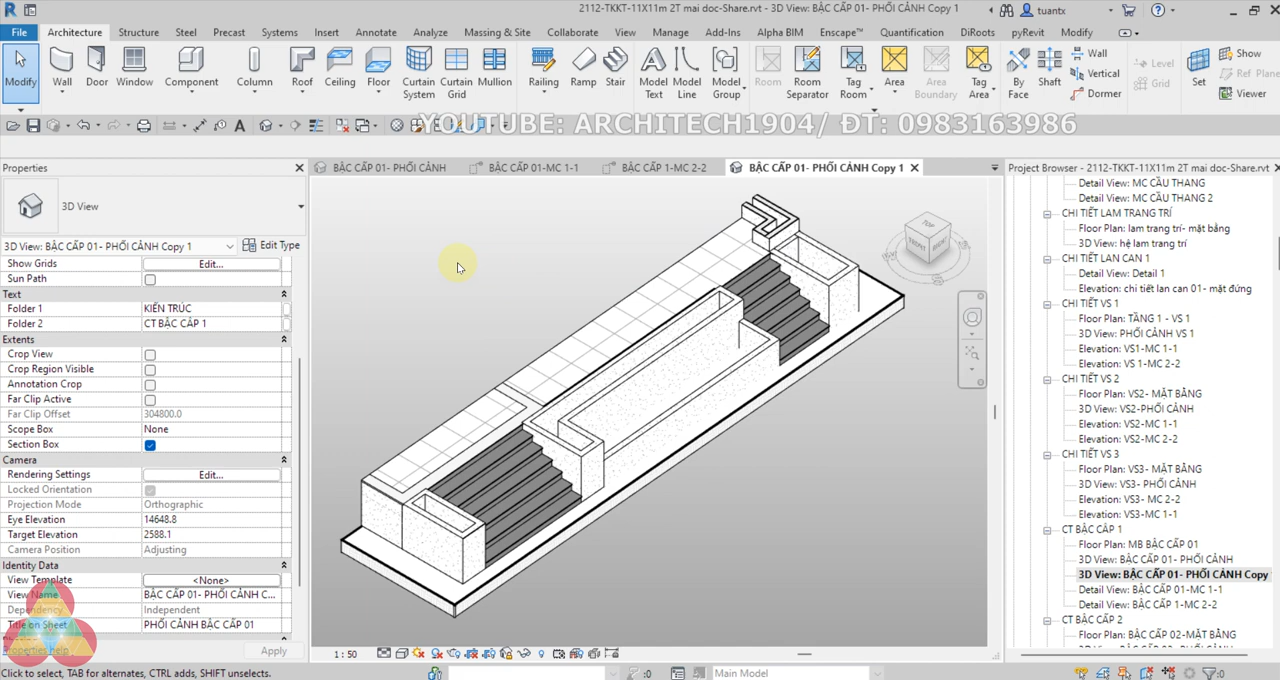 2112-TKKT-11X11m 2T mai doc-Share.rvt - 3D View: BẬC CẤP 01- PHỐI CẢNH Copy 1
tuantx
File Architecture Structure Steel Precast Systems Insert Annotate Analyze Massing & Site Collaborate View Manage Add-Ins Alpha BIM Enscape™ Quantification DiRoots pyRevit Modify
Modify Wall Door Window Component Column Roof Ceiling Floor Curtain System Curtain Grid Mullion Railing Ramp Stair Model Text Model Line Model Group Room Room Separator Tag Room Area Area Boundary Tag Area By Face Shaft Wall Vertical Dormer Level Grid Set Show Ref Plane Viewer
YOUTUBE: ARCHITECH1904/ ĐT: 0983163986
Properties
BẬC CẤP 01- PHỐI CẢNH
BẬC CẤP 01-MC 1-1
BẬC CẤP 1-MC 2-2
BẬC CẤP 01- PHỐI CẢNH Copy 1
Project Browser - 2112-TKKT-11X11m 2T mai doc-Share.rvt
3D View
3D View: BẬC CẤP 01- PHỐI CẢNH Copy 1 Edit Type
Show Grids Edit...
Sun Path
Text
Folder 1 KIẾN TRÚC
Folder 2 CT BẬC CẤP 1
Extents
Crop View
Crop Region Visible
Annotation Crop
Far Clip Active
Far Clip Offset 304800.0
Scope Box None
Section Box
Camera
Rendering Settings Edit...
Locked Orientation
Projection Mode Orthographic
Eye Elevation 14648.8
Target Elevation 2588.1
Camera Position Adjusting
Identity Data
View Template <None>
View Name BẬC CẤP 01- PHỐI CẢNH C...
Dependency Independent
Title on Sheet PHỐI CẢNH BẬC CẤP 01
Properties help
Apply
TOP
FRONT
RIGHT
Detail View: MC CẦU THANG
Detail View: MC CẦU THANG 2
CHI TIẾT LAM TRANG TRÍ
Floor Plan: lam trang trí- mặt bằng
3D View: hệ lam trang trí
CHI TIẾT LAN CAN 1
Detail View: Detail 1
Elevation: chi tiết lan can 01- mặt đứng
CHI TIẾT VS 1
Floor Plan: TẦNG 1 - VS 1
3D View: PHỐI CẢNH VS 1
Elevation: VS1-MC 1-1
Elevation: VS 1-MC 2-2
CHI TIẾT VS 2
Floor Plan: VS2- MẶT BẰNG
3D View: VS2-PHỐI CẢNH
Elevation: VS2-MC 1-1
Elevation: VS2-MC 2-2
CHI TIẾT VS 3
Floor Plan: VS3- MẶT BẰNG
3D View: VS3- PHỐI CẢNH
Elevation: VS3- MC 2-2
Elevation: VS3-MC 1-1
CT BẬC CẤP 1
Floor Plan: MB BẬC CẤP 01
3D View: BẬC CẤP 01- PHỐI CẢNH
3D View: BẬC CẤP 01- PHỐI CẢNH Copy
Detail View: BẬC CẤP 01-MC 1-1
Detail View: BẬC CẤP 1-MC 2-2
CT BẬC CẤP 2
Floor Plan: BẬC CẤP 02-MẶT BẰNG
1 : 50
Click to select, TAB for alternates, CTRL adds, SHIFT unselects.
:0
Main Model
:0